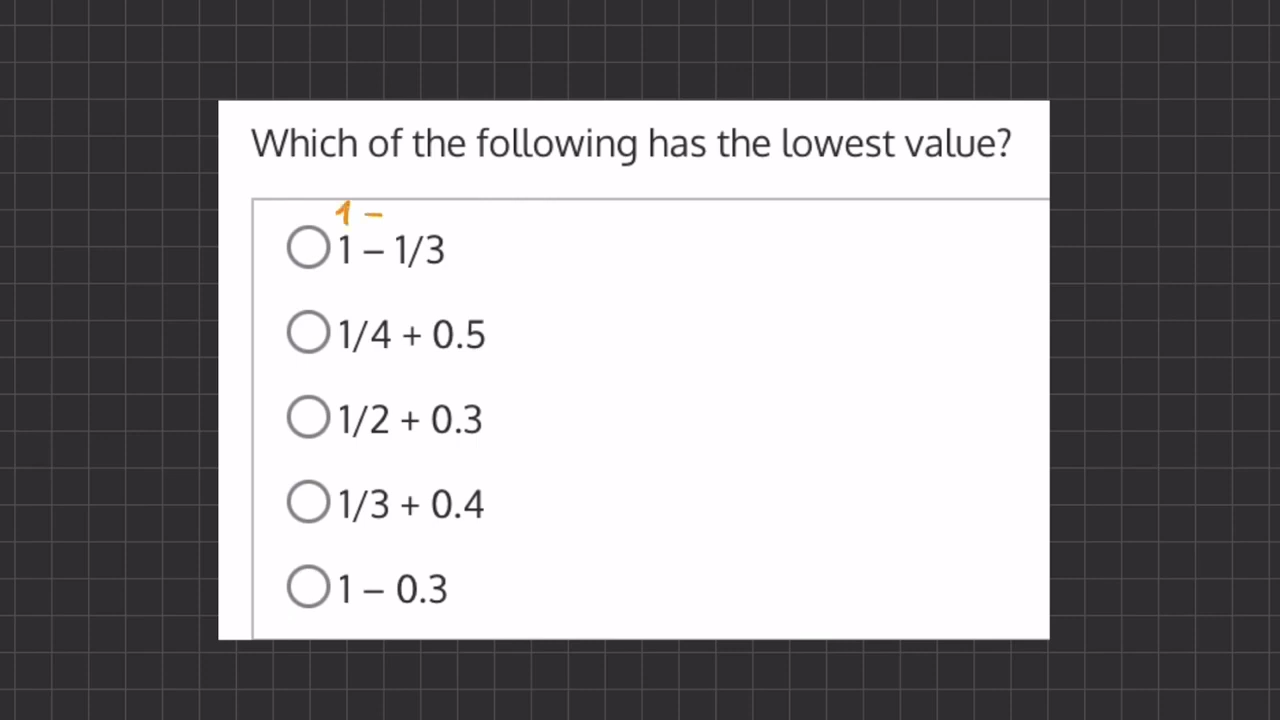 Which of the following has the lowest value?
1 –
1 – 1/3
1/4 + 0.5
1/2 + 0.3
1/3 + 0.4
1 – 0.3